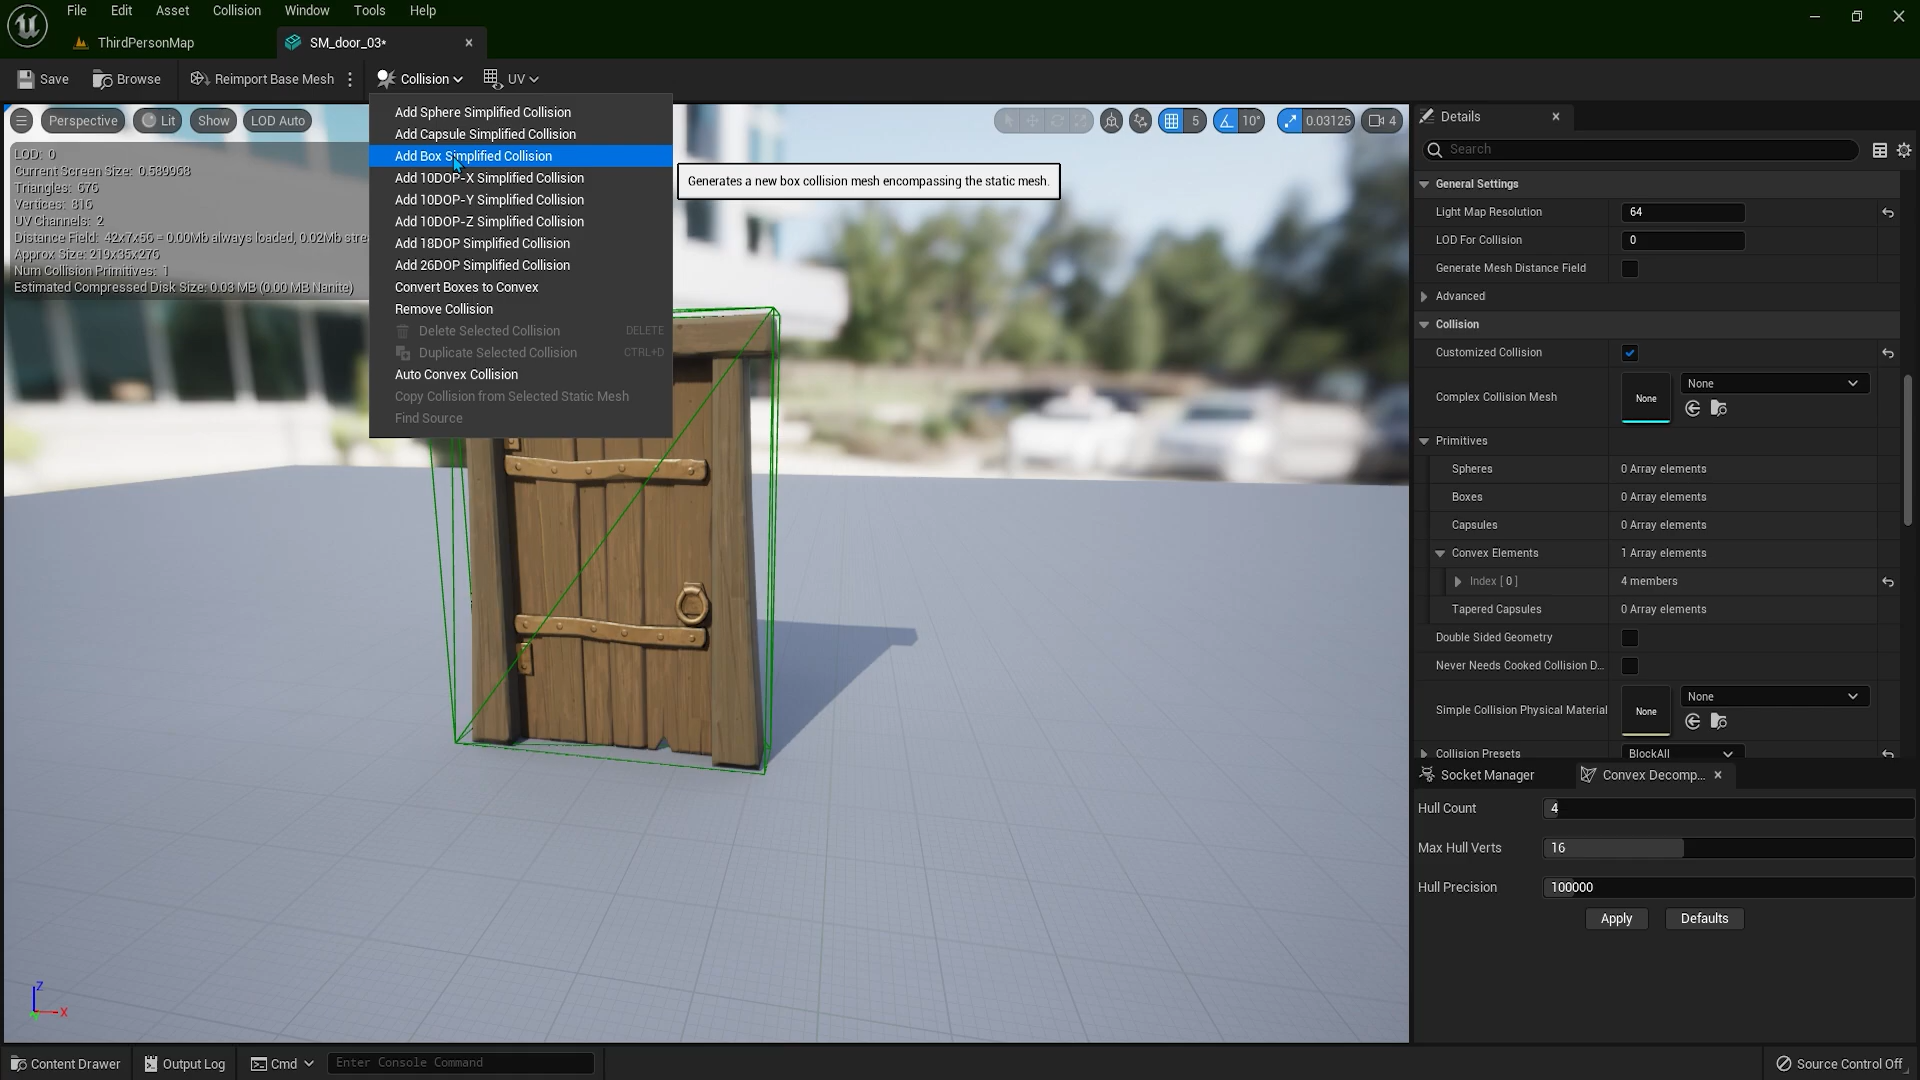 File Edit Asset Collision Window Tools Help
ThirdPersonMap
SM_door_03*
Save Browse Reimport Base Mesh Collision UV
Perspective Lit Show LOD Auto
5 10° 0.03125 4
LOD: 0
Current Screen Size: 0.589968
Triangles: 676
Vertices: 816
UV Channels: 2
Distance Field: 42x7x56 = 0.00Mb always loaded, 0.02Mb stre
Approx Size: 219x35x276
Num Collision Primitives: 1
Estimated Compressed Disk Size: 0.03 MB (0.00 MB Nanite)
Add Sphere Simplified Collision
Add Capsule Simplified Collision
Add Box Simplified Collision
Add 10DOP-X Simplified Collision
Add 10DOP-Y Simplified Collision
Add 10DOP-Z Simplified Collision
Add 18DOP Simplified Collision
Add 26DOP Simplified Collision
Convert Boxes to Convex
Remove Collision
Delete Selected Collision DELETE
Duplicate Selected Collision CTRL+D
Auto Convex Collision
Copy Collision from Selected Static Mesh
Find Source
Generates a new box collision mesh encompassing the static mesh.
Z
X
Details
Search
General Settings
Light Map Resolution 64
LOD For Collision 0
Generate Mesh Distance Field
Advanced
Collision
Customized Collision
Complex Collision Mesh None None
Primitives
Spheres 0 Array elements
Boxes 0 Array elements
Capsules 0 Array elements
Convex Elements 1 Array elements
Index [ 0 ] 4 members
Tapered Capsules 0 Array elements
Double Sided Geometry
Never Needs Cooked Collision D...
Simple Collision Physical Material None None
Collision Presets BlockAll
Socket Manager Convex Decomp...
Hull Count 4
Max Hull Verts 16
Hull Precision 100000
Apply Defaults
Content Drawer Output Log Cmd Enter Console Command Source Control Off